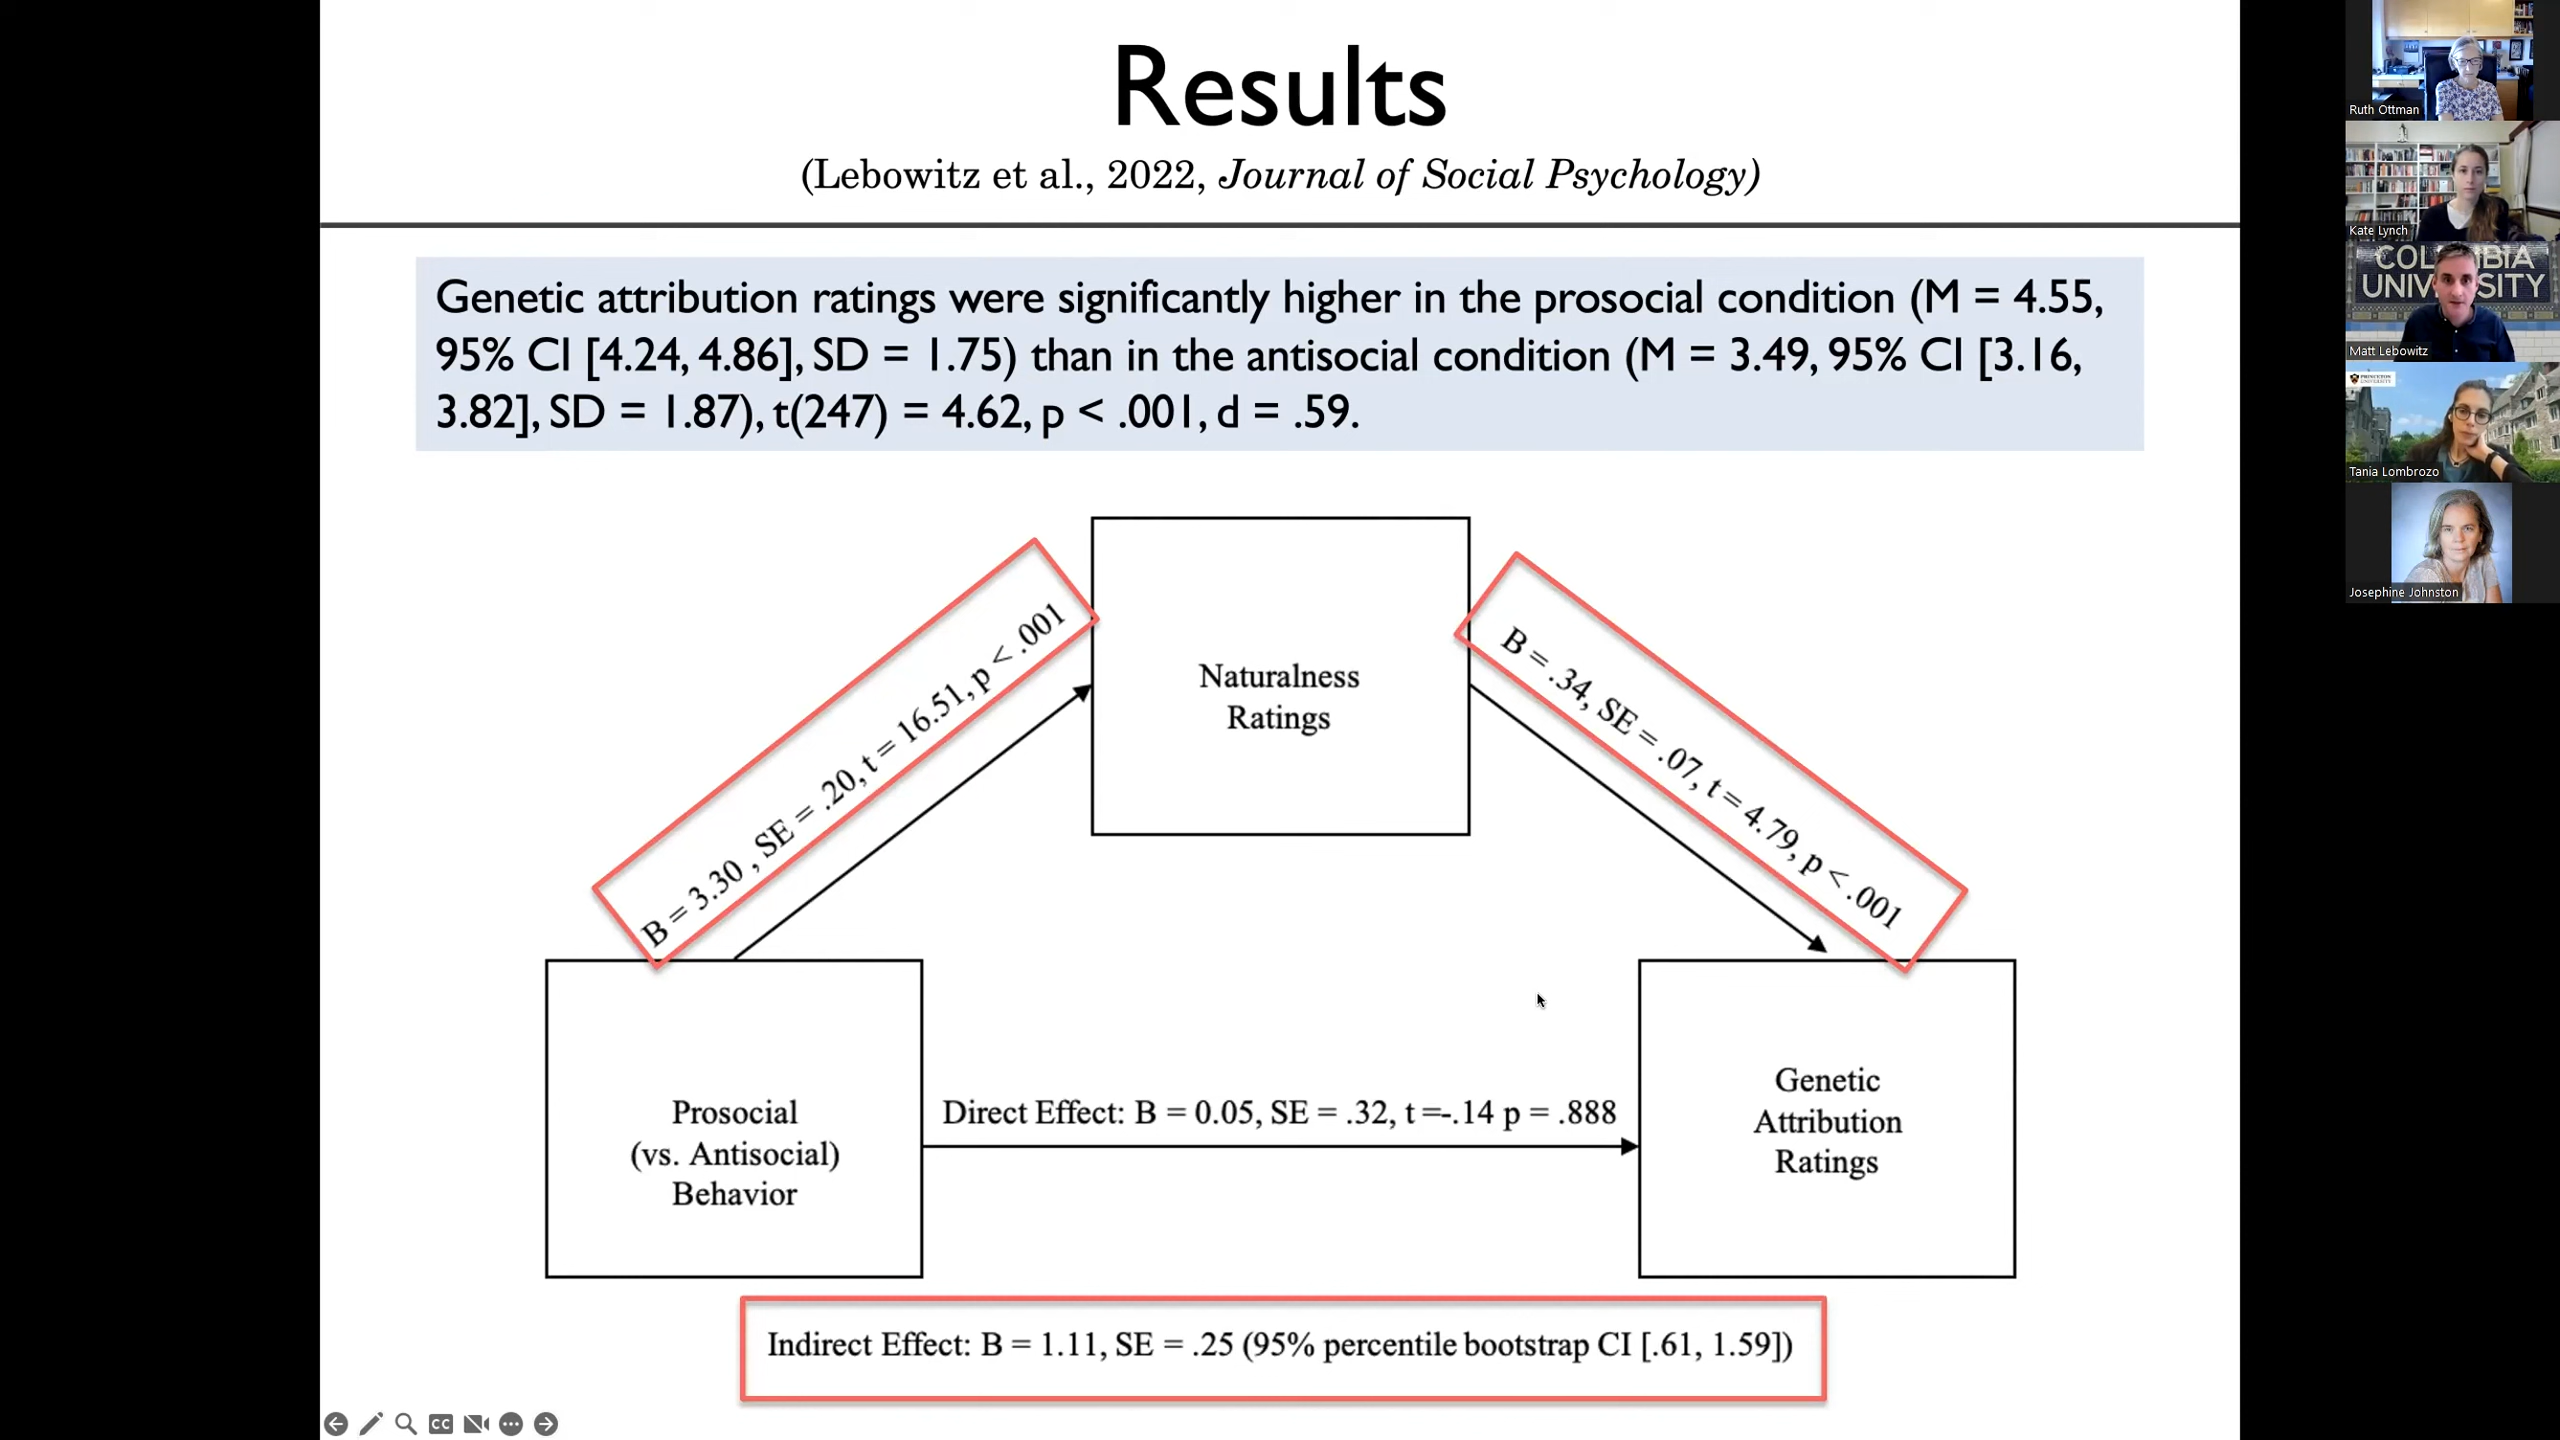 Results
(Lebowitz et al., 2022, Journal of Social Psychology)
Genetic attribution ratings were significantly higher in the prosocial condition (M = 4.55,
95% CI [4.24, 4.86], SD = 1.75) than in the antisocial condition (M = 3.49, 95% CI [3.16,
3.82], SD = 1.87), t(247) = 4.62, p < .001, d = .59.
B = 3.30 , SE = .20, t = 16.51, p < .001
Naturalness
Ratings
B = .34, SE = .07, t = 4.79, p < .001
Prosocial
(vs. Antisocial)
Behavior
Direct Effect: B = 0.05, SE = .32, t =-.14 p = .888
Genetic
Attribution
Ratings
Indirect Effect: B = 1.11, SE = .25 (95% percentile bootstrap CI [.61, 1.59])
CC
Ruth Ottman
Kate Lynch
COLUMBIA
UNIVERSITY
Matt Lebowitz
PRINCETON
UNIVERSITY
Tania Lombrozo
Josephine Johnston